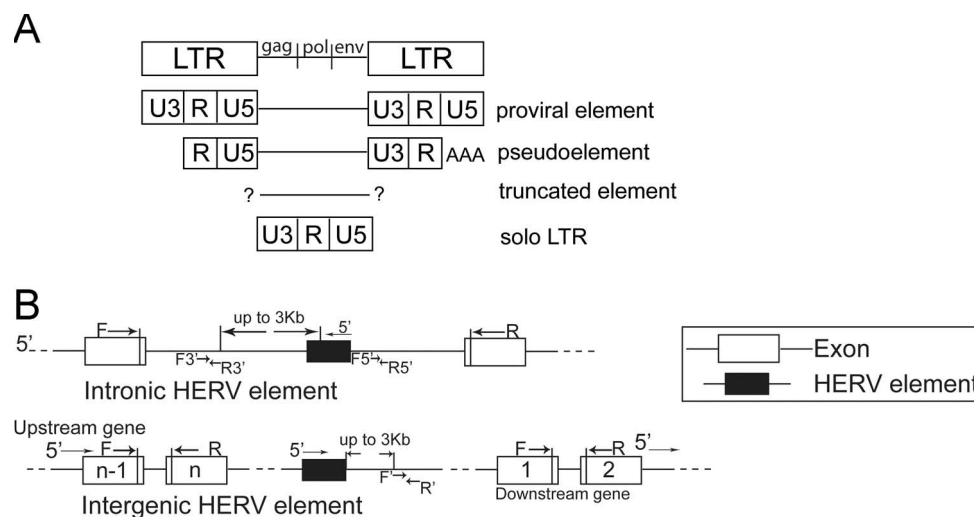 A
gag pol env
LTR LTR
U3 R U5 U3 R U5 proviral element
R U5 U3 R AAA pseudoelement
? ? truncated element
U3 R U5 solo LTR
B
up to 3Kb
5' F 5' R
F3' R3' F5' R5'
Intronic HERV element
Exon
HERV element
Upstream gene
5' F R 5' up to 3Kb F R 5'
n-1 n F' R' 1 2
Downstream gene
Intergenic HERV element